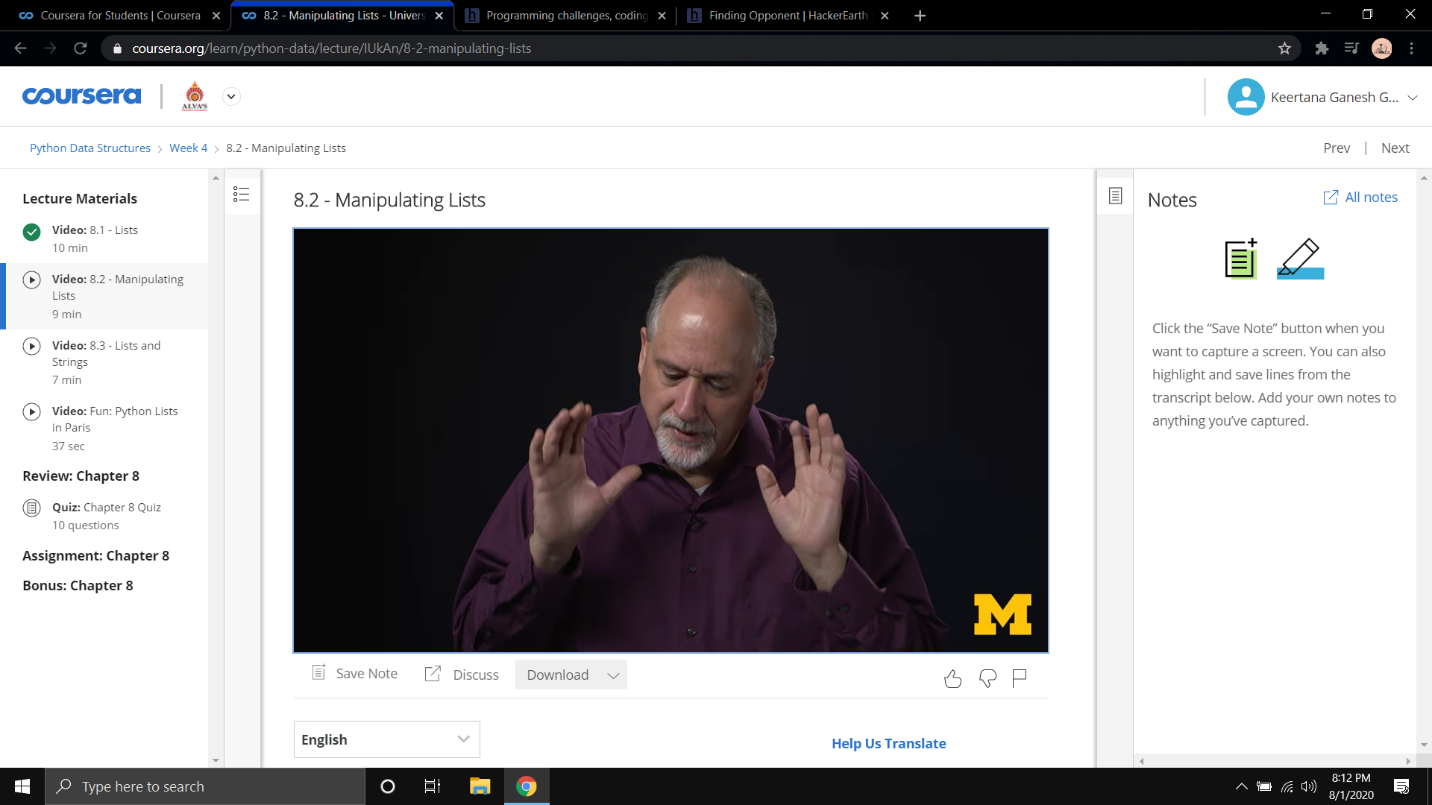 Coursera for Students | Coursera
8.2 - Manipulating Lists - Univers
Programming challenges, coding
Finding Opponent | HackerEarth
coursera.org/learn/python-data/lecture/IUkAn/8-2-manipulating-lists
coursera
ALVA'S
Keertana Ganesh G...
Python Data Structures > Week 4 > 8.2 - Manipulating Lists
Prev | Next
Lecture Materials
Video: 8.1 - Lists
10 min
Video: 8.2 - Manipulating
Lists
9 min
Video: 8.3 - Lists and
Strings
7 min
Video: Fun: Python Lists
in Paris
37 sec
Review: Chapter 8
Quiz: Chapter 8 Quiz
10 questions
Assignment: Chapter 8
Bonus: Chapter 8
8.2 - Manipulating Lists
M
Save Note
Discuss
Download
English
Help Us Translate
Notes
All notes
Click the “Save Note” button when you
want to capture a screen. You can also
highlight and save lines from the
transcript below. Add your own notes to
anything you’ve captured.
Type here to search
8:12 PM
8/1/2020